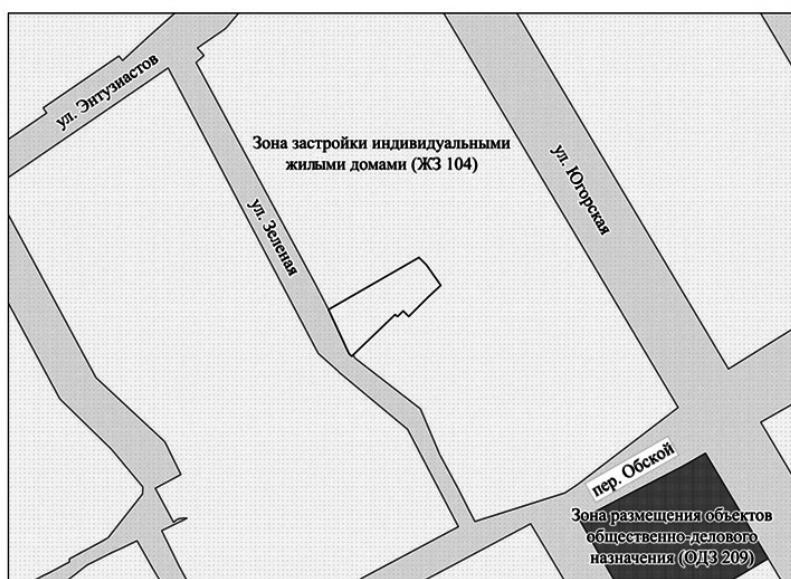 ул. Энтузиастов
Зона застройки индивидуальными
жилыми домами (ЖЗ 104)
ул. Югорская
ул. Зеленая
пер. Обской
Зона размещения объектов
общественно-делового
назначения (ОДЗ 209)